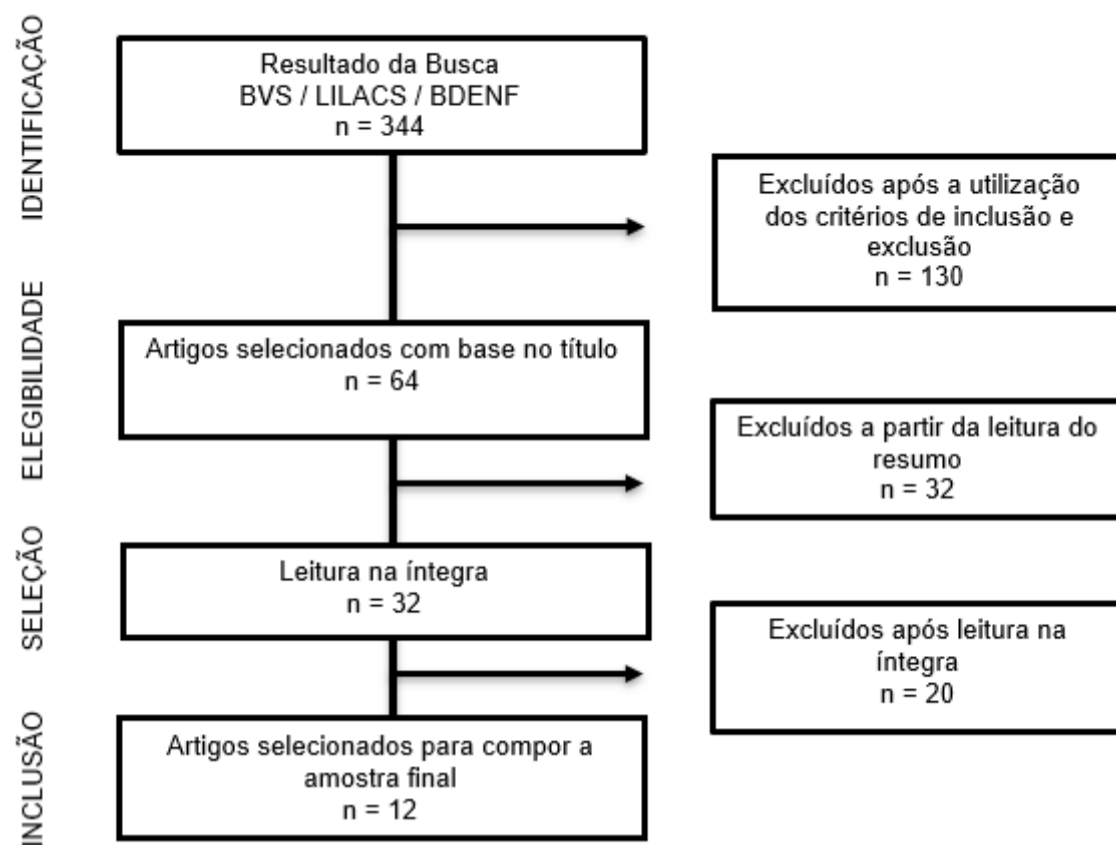 IDENTIFICAÇÃO
Resultado da Busca
BVS / LILACS / BDENF
n = 344
Excluídos após a utilização
dos critérios de inclusão e
exclusão
n = 130
ELEGIBILIDADE
Artigos selecionados com base no título
n = 64
Excluídos a partir da leitura do
resumo
n = 32
SELEÇÃO
Leitura na íntegra
n = 32
Excluídos após leitura na
íntegra
n = 20
INCLUSÃO
Artigos selecionados para compor a
amostra final
n = 12